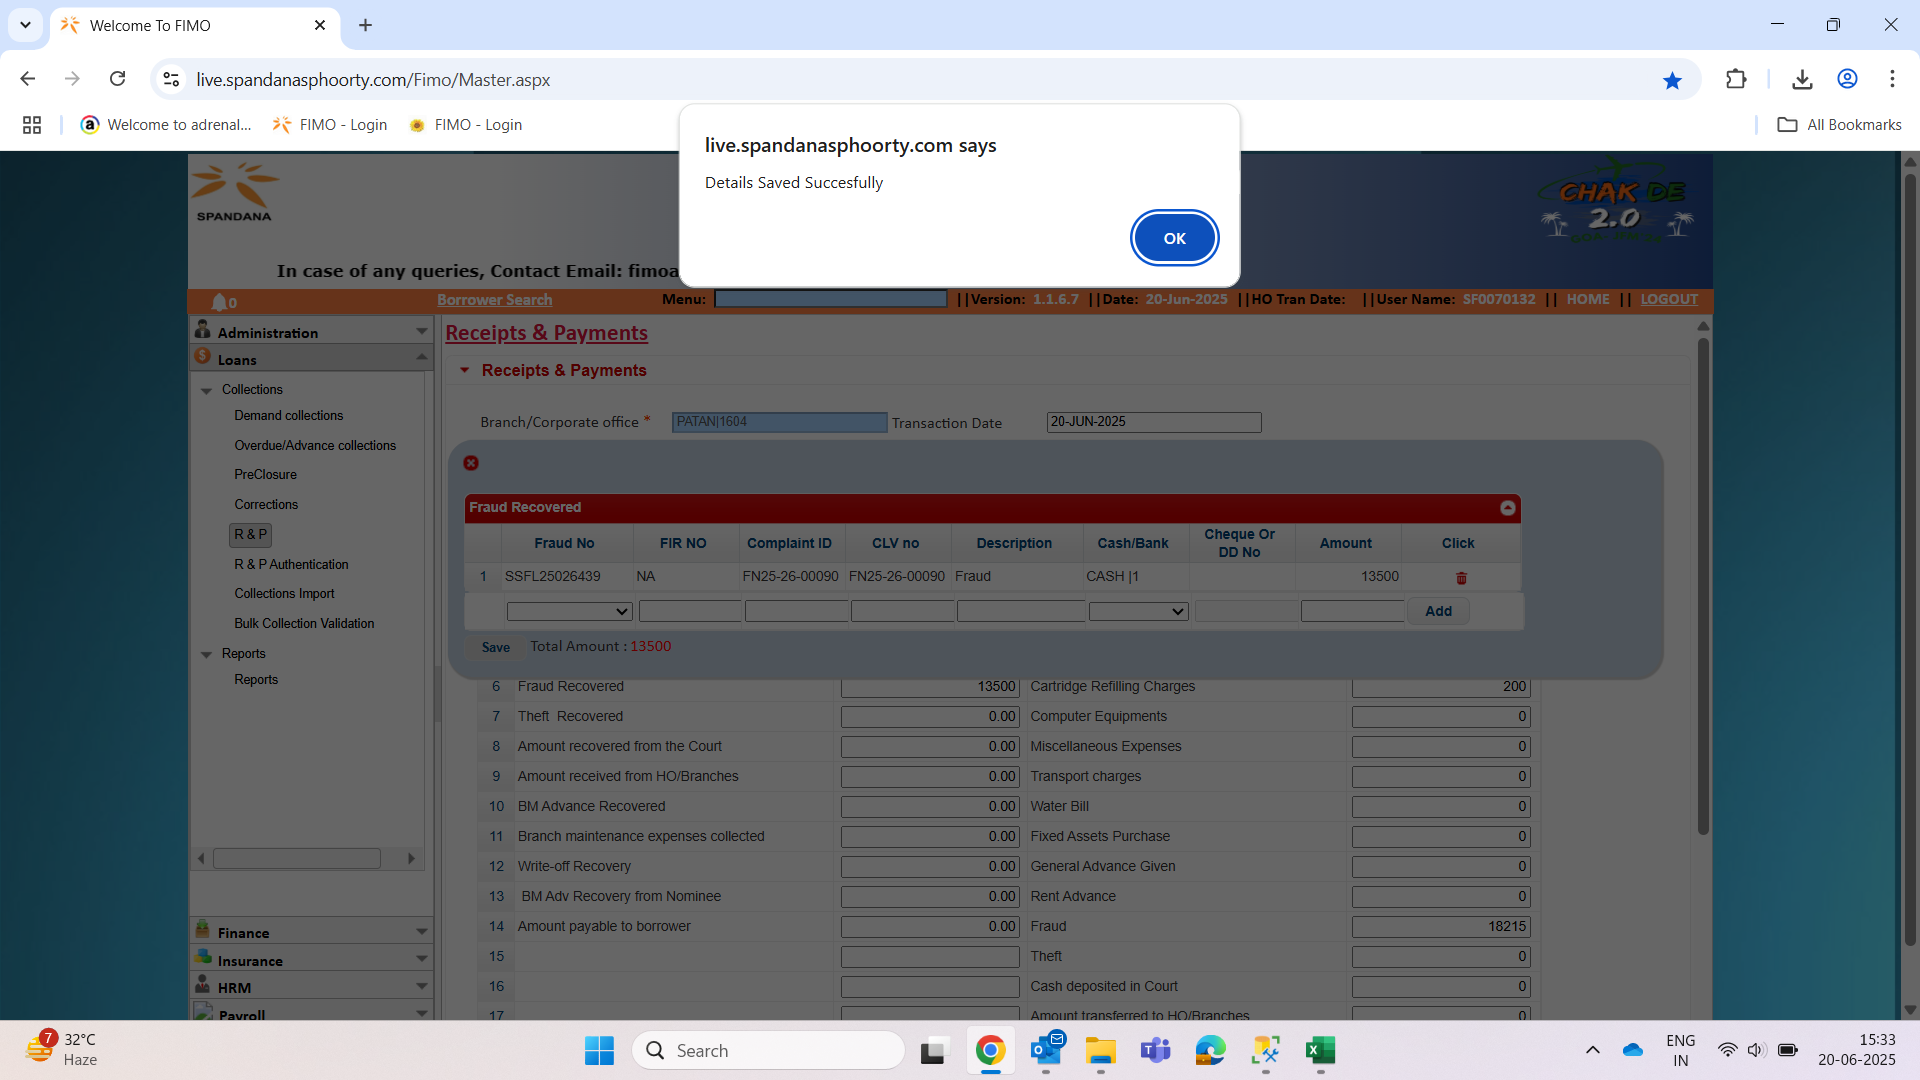 Welcome To FIMO
live.spandanasphoorty.com/Fimo/Master.aspx
Welcome to adrenal...
FIMO - Login
FIMO - Login
All Bookmarks
live.spandanasphoorty.com says
Details Saved Succesfully
OK
SPANDANA
CHAK DE
2.0
In case of any queries, Contact Email: fimoa
0
Borrower Search
Menu:
||Version: 1.1.6.7 ||Date: 20-Jun-2025 ||HO Tran Date: ||User Name: SF0070132 || HOME || LOGOUT
Administration
Loans
Collections
Demand collections
Overdue/Advance collections
PreClosure
Corrections
R & P
R & P Authentication
Collections Import
Bulk Collection Validation
Reports
Reports
Finance
Insurance
HRM
Payroll
Receipts & Payments
Receipts & Payments
Branch/Corporate office * PATAN|1604 Transaction Date 20-JUN-2025
Fraud Recovered
Fraud No FIR NO Complaint ID CLV no Description Cash/Bank Cheque Or DD No Amount Click
1 SSFL25026439 NA FN25-26-00090 FN25-26-00090 Fraud CASH |1 13500
Add
Save Total Amount : 13500
6 Fraud Recovered 13500 Cartridge Refilling Charges 200
7 Theft Recovered 0.00 Computer Equipments 0
8 Amount recovered from the Court 0.00 Miscellaneous Expenses 0
9 Amount received from HO/Branches 0.00 Transport charges 0
10 BM Advance Recovered 0.00 Water Bill 0
11 Branch maintenance expenses collected 0.00 Fixed Assets Purchase 0
12 Write-off Recovery 0.00 General Advance Given 0
13 BM Adv Recovery from Nominee 0.00 Rent Advance 0
14 Amount payable to borrower 0.00 Fraud 18215
15 Theft 0
16 Cash deposited in Court 0
17 Amount transferred to HO/Branches 0
7
32°C
Haze
Search
ENG
IN
15:33
20-06-2025